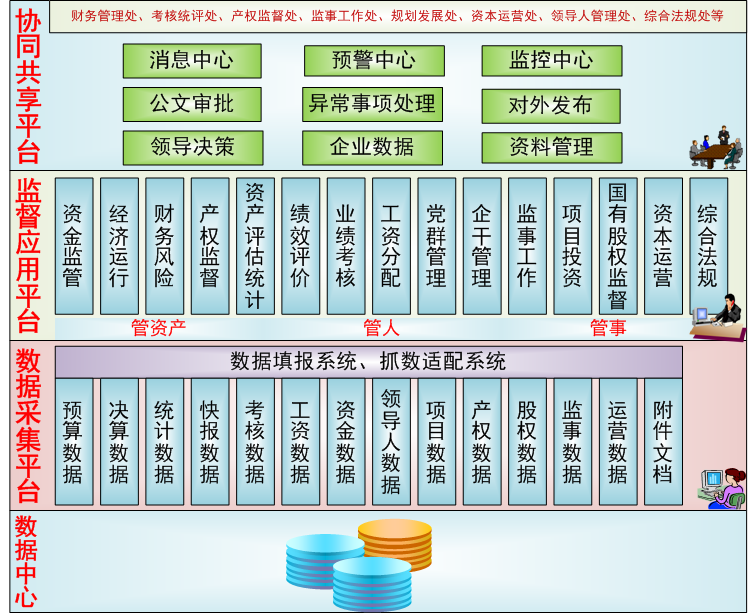 协同共享平台
财务管理处、考核统评处、产权监督处、监事工作处、规划发展处、资本运营处、领导人管理处、综合法规处等
消息中心
预警中心
监控中心
公文审批
异常事项处理
对外发布
领导决策
企业数据
资料管理
监督应用平台
资金监管
经济运行
财务风险
产权监督
资产评估统计
绩效评价
业绩考核
工资分配
党群管理
企干管理
监事工作
项目投资
国有股权监督
资本运营
综合法规
管资产
管人
管事
数据采集平台
数据填报系统、抓数适配系统
预算数据
决算数据
统计数据
快报数据
考核数据
工资数据
资金数据
领导人数据
项目数据
产权数据
股权数据
监事数据
运营数据
附件文档
数据中心